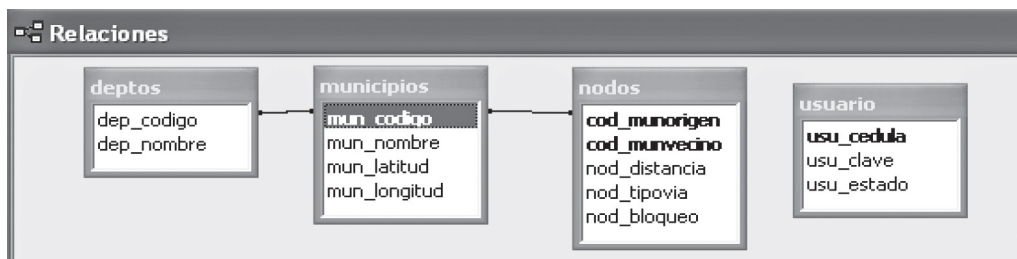 Relaciones
deptos
dep_codigo
dep_nombre
municipios
mun_codigo
mun_nombre
mun_latitud
mun_longitud
nodos
cod_munorigen
cod_munvecino
nod_distancia
nod_tipovia
nod_bloqueo
usuario
usu_cedula
usu_clave
usu_estado